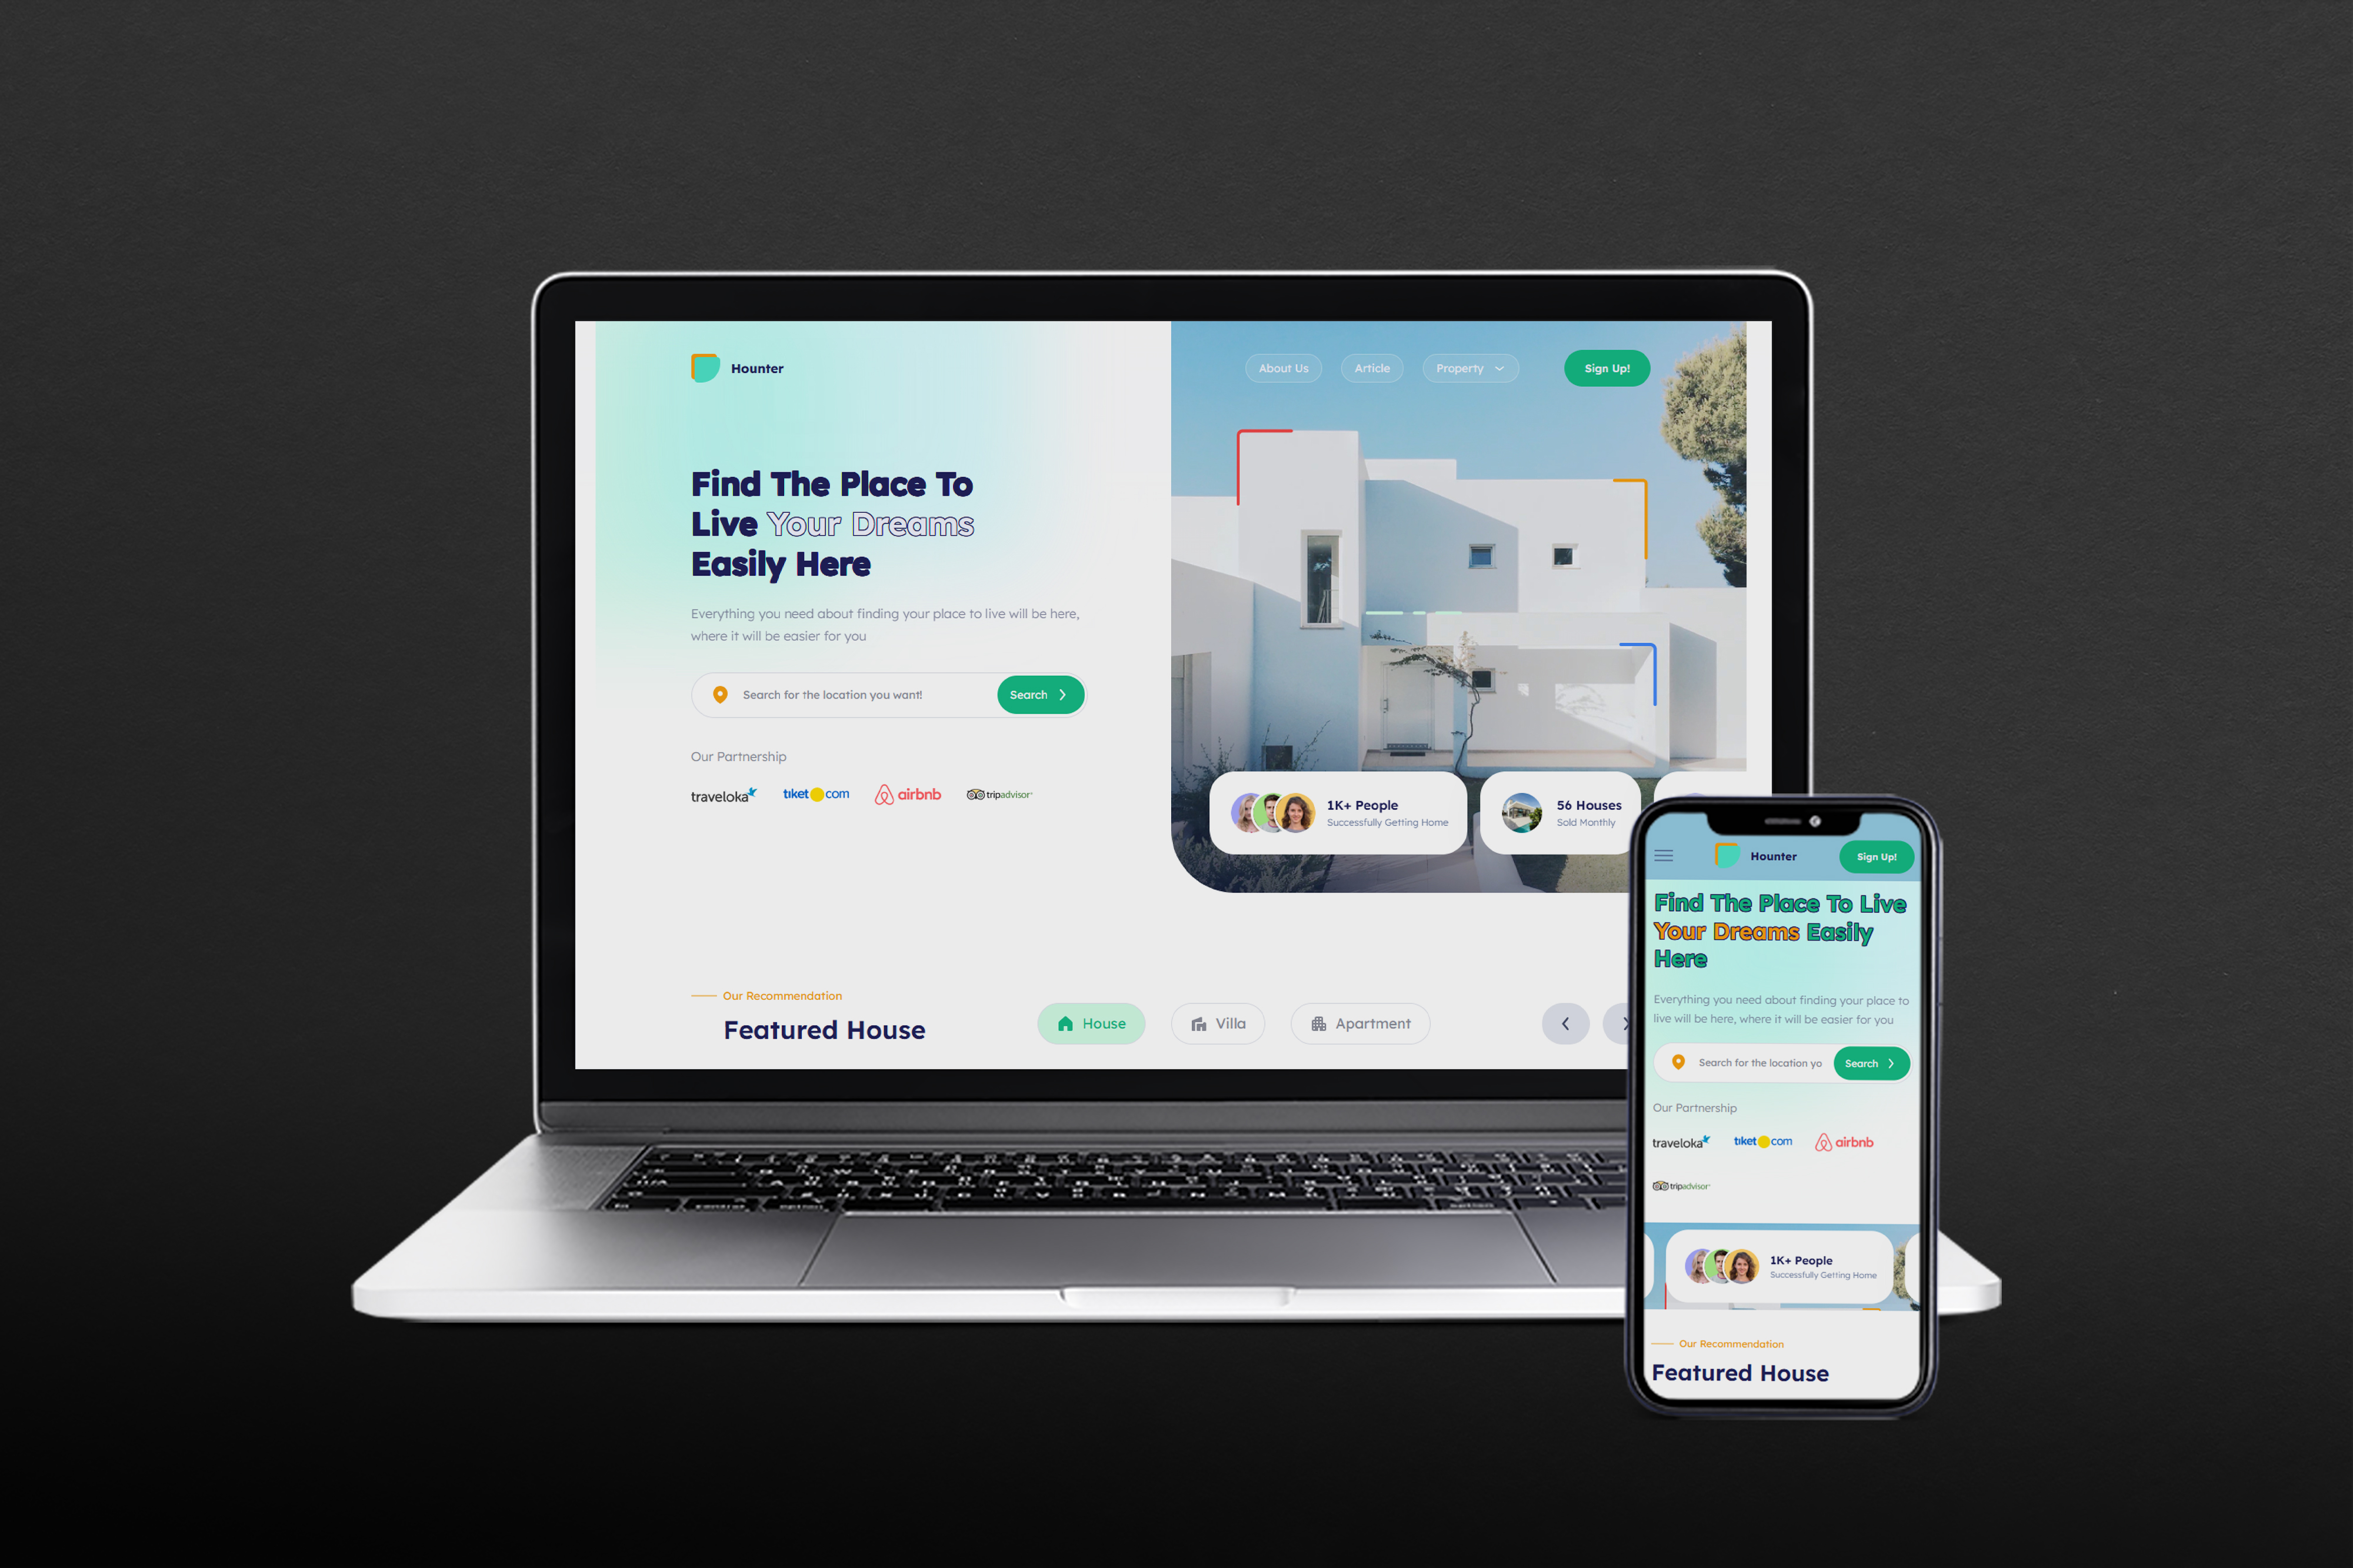 Hounter
About Us
Article
Property
Sign Up!
Find The Place To
Live Your Dreams
Easily Here
Everything you need about finding your place to live will be here,
where it will be easier for you
Search for the location you want!
Search
Our Partnership
traveloka
tiket com
airbnb
tripadvisor
1K+ People
Successfully Getting Home
56 Houses
Sold Monthly
Our Recommendation
Featured House
House
Villa
Apartment
Hounter
Sign Up!
Find The Place To Live
Your Dreams Easily
Here
Everything you need about finding your place to
live will be here, where it will be easier for you
Search for the location yo
Search
Our Partnership
traveloka
tiket com
airbnb
tripadvisor
1K+ People
Successfully Getting Home
Our Recommendation
Featured House